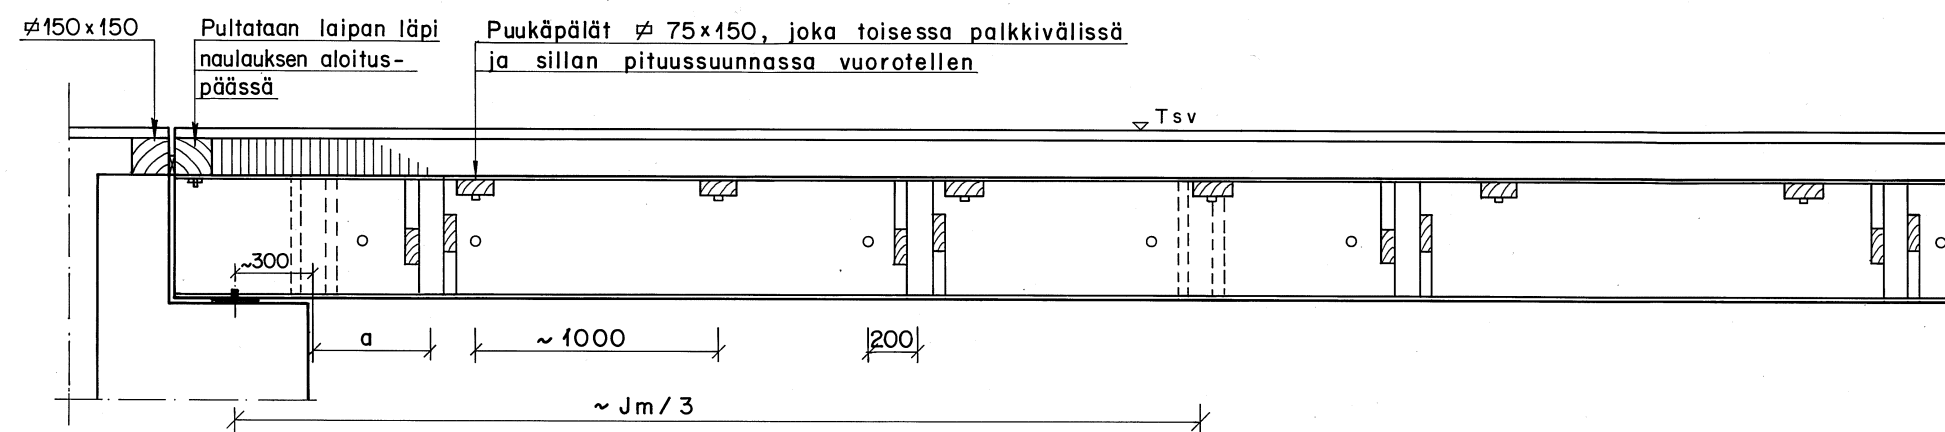 ⌀150x150
Pultataan laipan läpi
naulauksen aloitus-
päässä
Puukäpälät ⌀ 75x150, joka toisessa palkkivälissä
ja sillan pituussuunnassa vuorotellen
Tsv
~300
a
~ 1000
200
~ Jm / 3